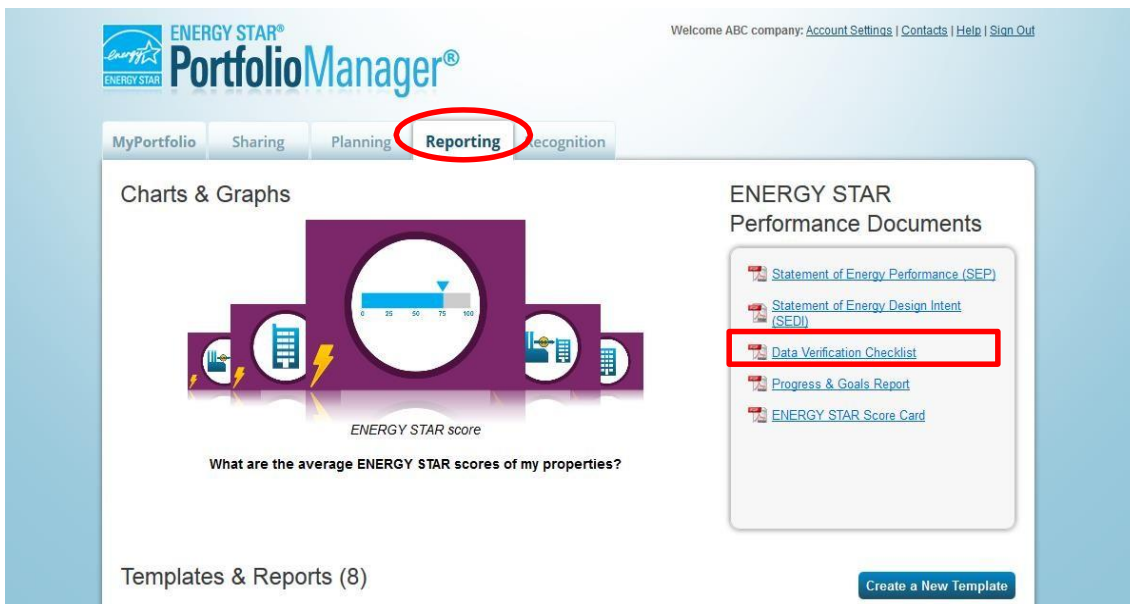 ENERGY STAR®
PortfolioManager®
energy
ENERGY STAR
Welcome ABC company: Account Settings | Contacts | Help | Sign Out
MyPortfolio Sharing Planning Reporting Recognition
Charts & Graphs
0 25 50 75 100
ENERGY STAR score
What are the average ENERGY STAR scores of my properties?
ENERGY STAR
Performance Documents
Statement of Energy Performance (SEP)
Statement of Energy Design Intent
(SEDI)
Data Verification Checklist
Progress & Goals Report
ENERGY STAR Score Card
Templates & Reports (8)
Create a New Template